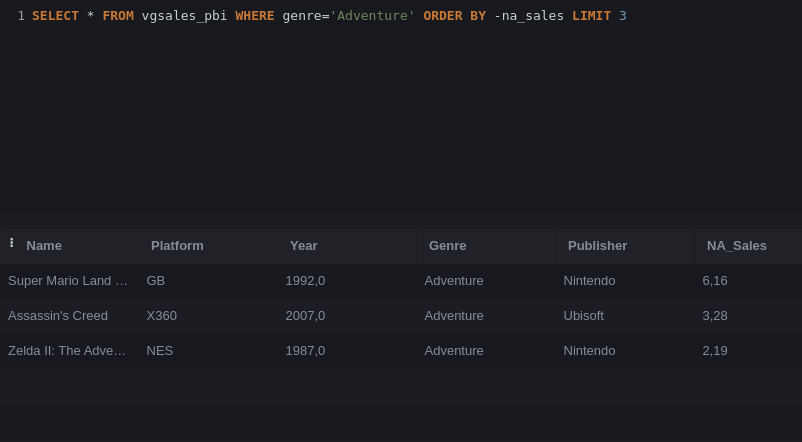 1 SELECT * FROM vgsales_pbi WHERE genre='Adventure' ORDER BY -na_sales LIMIT 3
Name Platform Year Genre Publisher NA_Sales
Super Mario Land … GB 1992,0 Adventure Nintendo 6,16
Assassin's Creed X360 2007,0 Adventure Ubisoft 3,28
Zelda II: The Adve… NES 1987,0 Adventure Nintendo 2,19